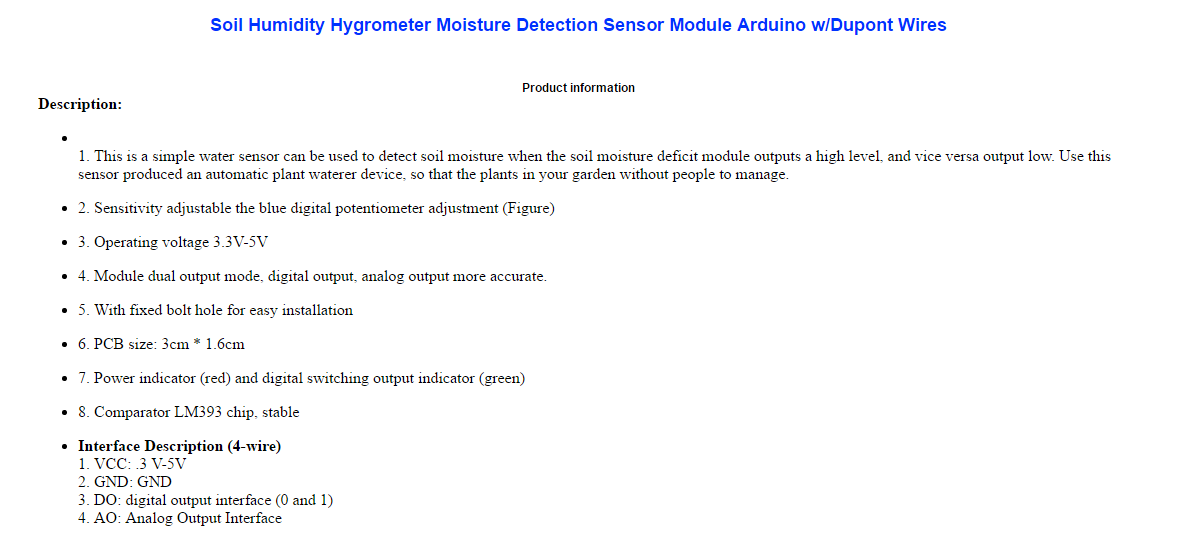 Soil Humidity Hygrometer Moisture Detection Sensor Module Arduino w/Dupont Wires
Product information
Description:
1. This is a simple water sensor can be used to detect soil moisture when the soil moisture deficit module outputs a high level, and vice versa output low. Use this
sensor produced an automatic plant waterer device, so that the plants in your garden without people to manage.
2. Sensitivity adjustable the blue digital potentiometer adjustment (Figure)
3. Operating voltage 3.3V-5V
4. Module dual output mode, digital output, analog output more accurate.
5. With fixed bolt hole for easy installation
6. PCB size: 3cm * 1.6cm
7. Power indicator (red) and digital switching output indicator (green)
8. Comparator LM393 chip, stable
Interface Description (4-wire)
1. VCC: .3 V-5V
2. GND: GND
3. DO: digital output interface (0 and 1)
4. AO: Analog Output Interface